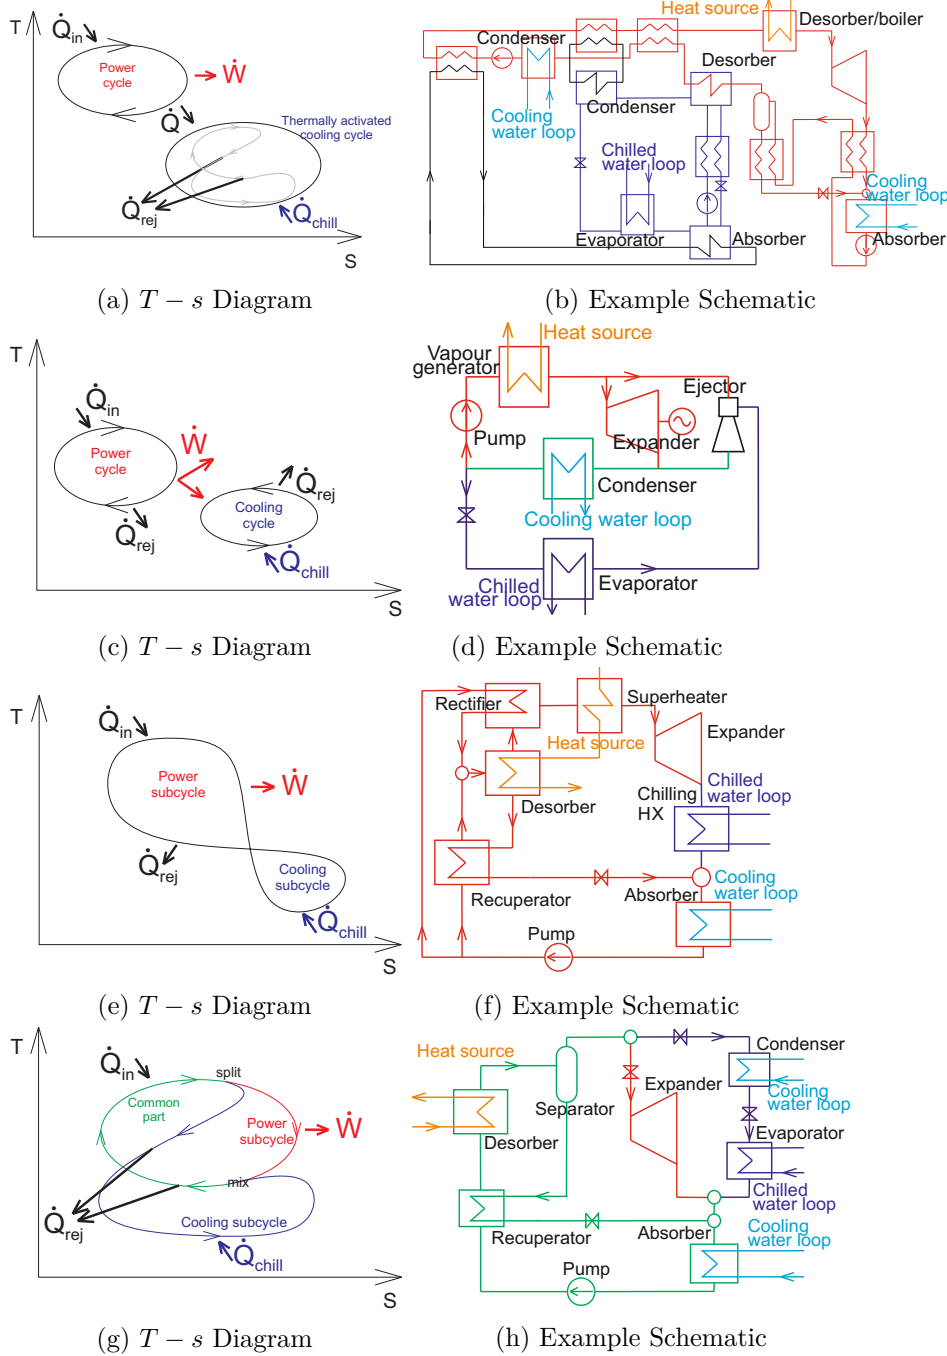 T
Q̇in
Power
cycle
Ẇ
Q̇
Thermally activated
cooling cycle
Q̇rej
Q̇chill
S
(a) T − s Diagram
Heat source
Desorber/boiler
Condenser
Desorber
Condenser
Cooling
water loop
Chilled
water loop
Cooling
water loop
Evaporator
Absorber
Absorber
(b) Example Schematic
T
Q̇in
Power
cycle
Ẇ
Q̇rej
Q̇rej
Cooling
cycle
Q̇chill
S
(c) T − s Diagram
Heat source
Vapour
generator
Ejector
Pump
Expander
Condenser
Cooling water loop
Evaporator
Chilled
water loop
(d) Example Schematic
T
Q̇in
Power
subcycle
Ẇ
Q̇rej
Cooling
subcycle
Q̇chill
S
(e) T − s Diagram
Rectifier
Superheater
Expander
Heat source
Desorber
Chilled
water loop
Chilling
HX
Recuperator
Absorber
Cooling
water loop
Pump
(f) Example Schematic
T
Q̇in
split
Common
part
Power
subcycle
Ẇ
mix
Q̇rej
Cooling subcycle
Q̇chill
S
(g) T − s Diagram
Heat source
Condenser
Separator
Expander
Cooling
water loop
Desorber
Evaporator
Chilled
water loop
Recuperator
Absorber
Cooling
water loop
Pump
(h) Example Schematic